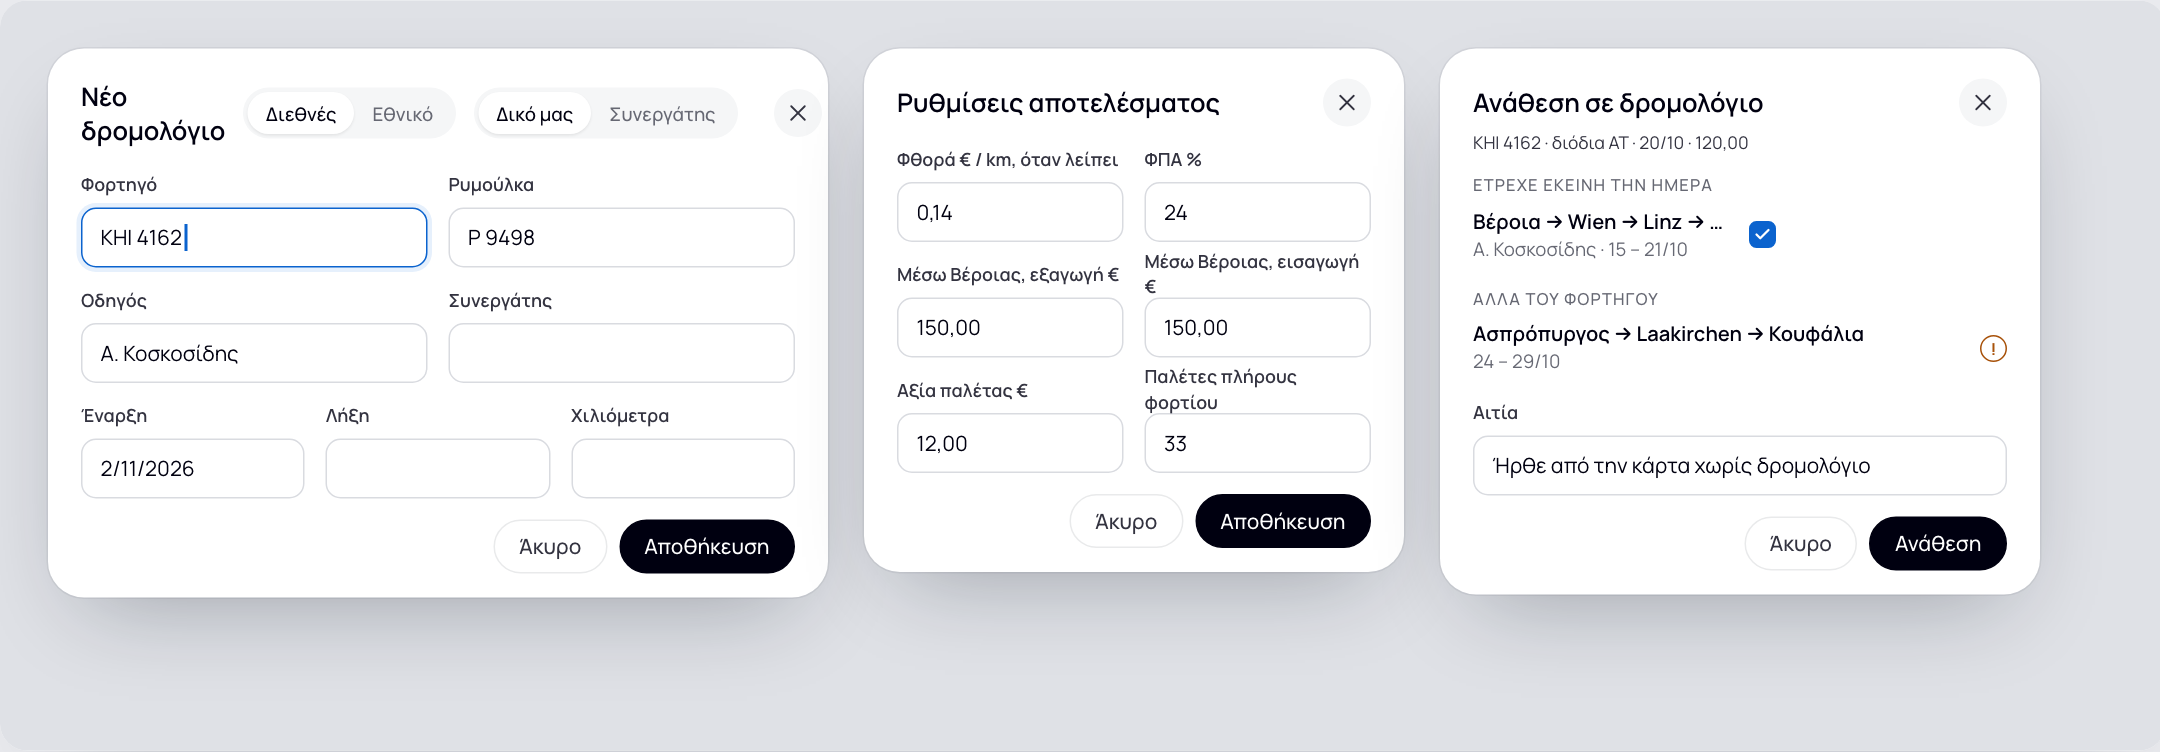 Νέο
δρομολόγιο
Διεθνές
Εθνικό
Δικό μας
Συνεργάτης
Φορτηγό
Ρυμούλκα
ΚΗΙ 4162
Ρ 9498
Οδηγός
Συνεργάτης
Α. Κοσκοσίδης
Έναρξη
Λήξη
Χιλιόμετρα
2/11/2026
Άκυρο
Αποθήκευση
Ρυθμίσεις αποτελέσματος
Φθορά € / km, όταν λείπει
ΦΠΑ %
0,14
24
Μέσω Βέροιας, εξαγωγή €
Μέσω Βέροιας, εισαγωγή
€
150,00
150,00
Αξία παλέτας €
Παλέτες πλήρους
φορτίου
12,00
33
Άκυρο
Αποθήκευση
Ανάθεση σε δρομολόγιο
ΚΗΙ 4162 · διόδια ΑΤ · 20/10 · 120,00
ΕΤΡΕΧΕ ΕΚΕΙΝΗ ΤΗΝ ΗΜΕΡΑ
Βέροια → Wien → Linz → ...
Α. Κοσκοσίδης · 15 – 21/10
ΑΛΛΑ ΤΟΥ ΦΟΡΤΗΓΟΥ
Ασπρόπυργος → Laakirchen → Κουφάλια
24 – 29/10
Αιτία
Ήρθε από την κάρτα χωρίς δρομολόγιο
Άκυρο
Ανάθεση